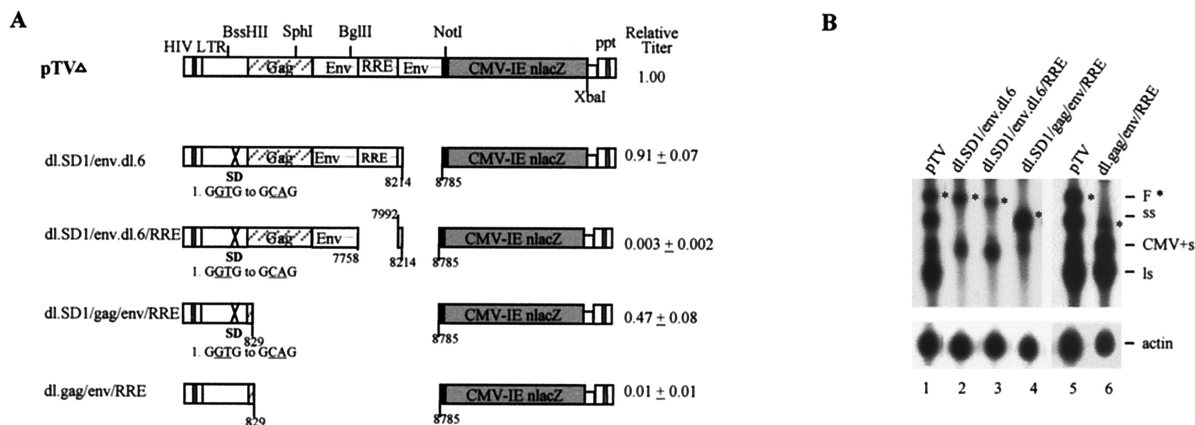 A
BssHII SphI BglII NotI ppt Relative Titer
HIV LTR
pTVΔ Gag Env RRE Env CMV-IE nlacZ 1.00
XbaI
dl.SD1/env.dl.6 Gag Env RRE CMV-IE nlacZ 0.91 ± 0.07
SD 8214 8785
1. GGTG to GCAG
7992
dl.SD1/env.dl.6/RRE Gag Env CMV-IE nlacZ 0.003 ± 0.002
SD 7758 8214 8785
1. GGTG to GCAG
dl.SD1/gag/env/RRE CMV-IE nlacZ 0.47 ± 0.08
SD 829 8785
1. GGTG to GCAG
dl.gag/env/RRE CMV-IE nlacZ 0.01 ± 0.01
829 8785
B
pTV dl.SD1/env.dl.6 dl.SD1/env.dl.6/RRE dl.SD1/gag/env/RRE pTV dl.gag/env/RRE
* * * * * * F *
ss
CMV+s
ls
actin
1 2 3 4 5 6